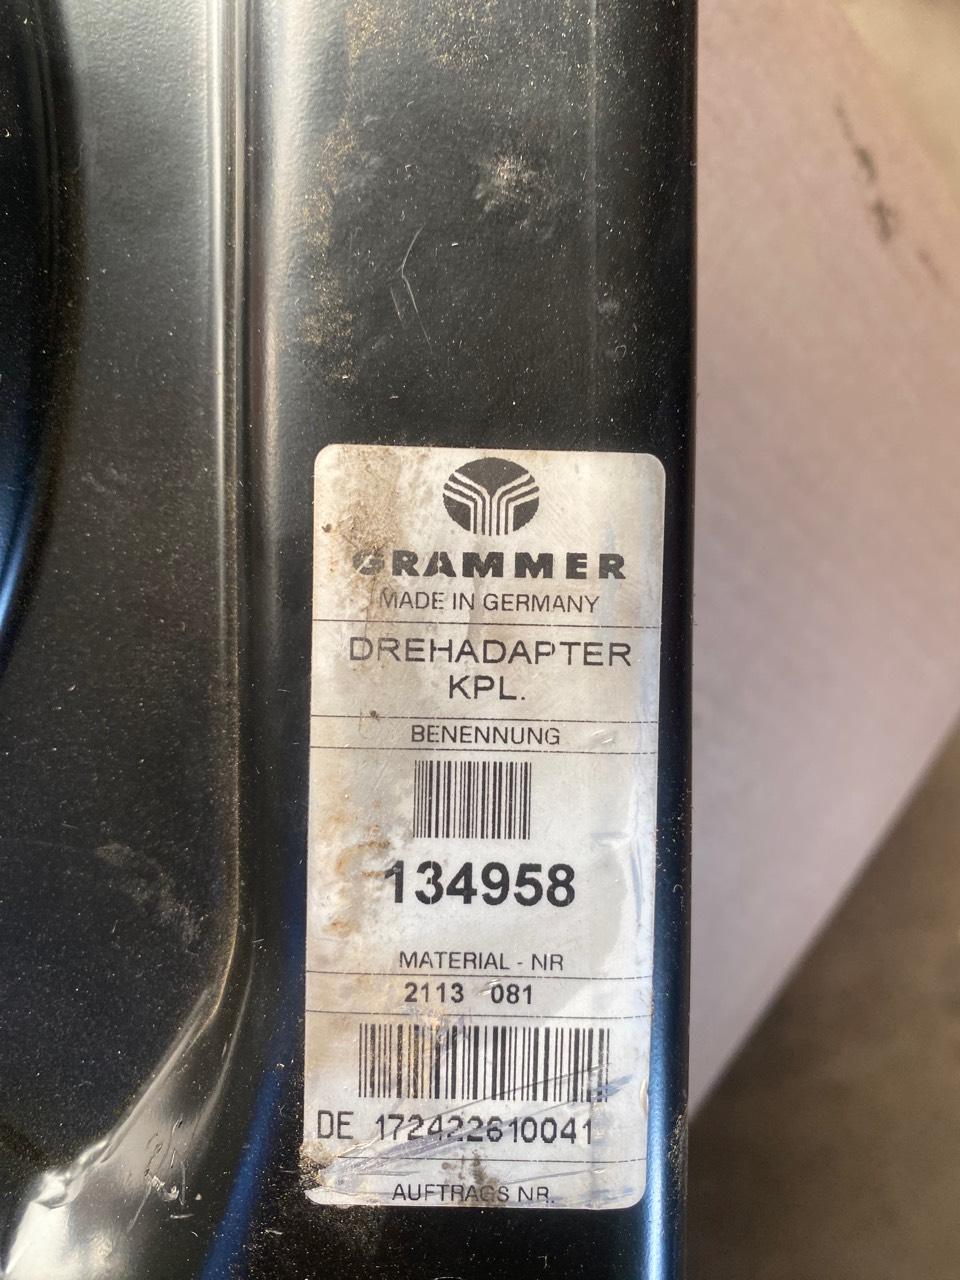 GRAMMER
MADE IN GERMANY
DREHADAPTER
KPL.
BENENNUNG
134958
MATERIAL - NR
2113 081
DE 172422610041
AUFTRAGS NR.